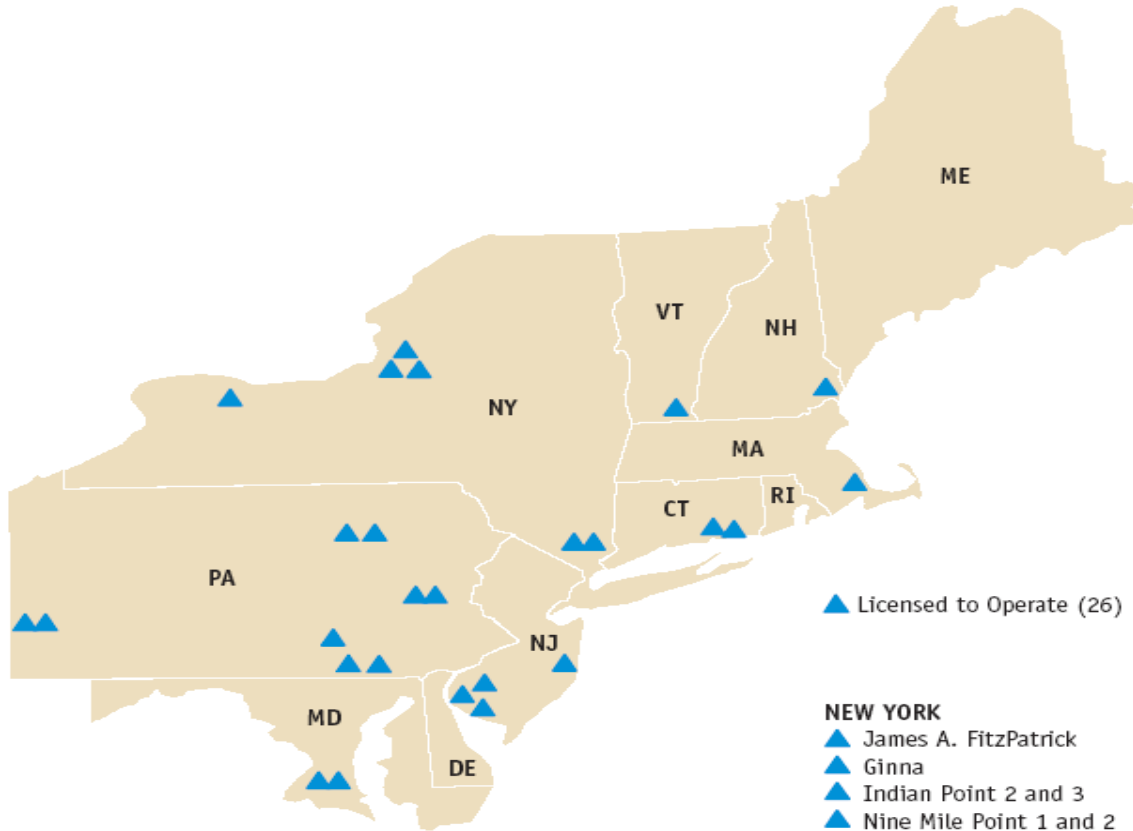 ME
VT
NH
NY
MA
RI
CT
PA
Licensed to Operate (26)
NJ
MD
DE
NEW YORK
James A. FitzPatrick
Ginna
Indian Point 2 and 3
Nine Mile Point 1 and 2